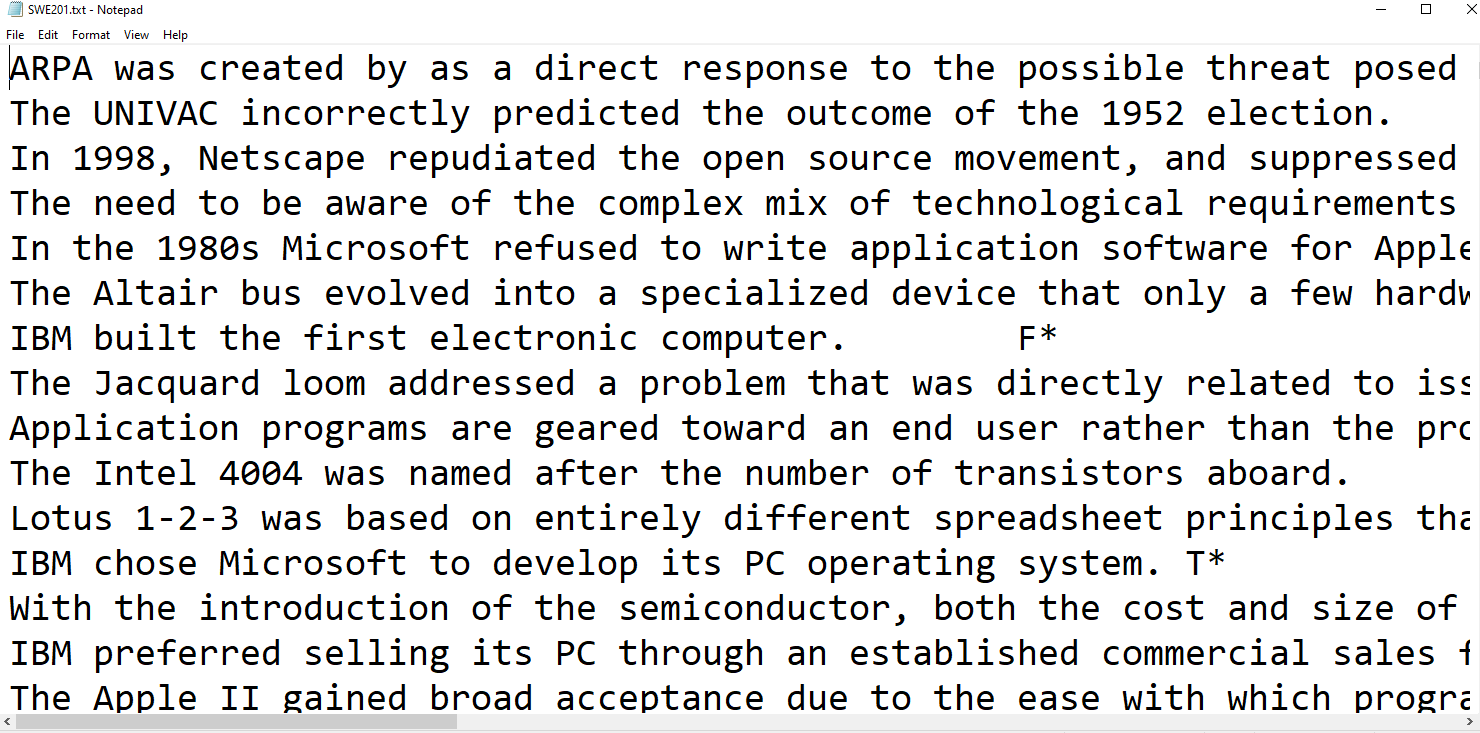 SWE201.txt - Notepad
File Edit Format View Help
ARPA was created by as a direct response to the possible threat posed
The UNIVAC incorrectly predicted the outcome of the 1952 election.
In 1998, Netscape repudiated the open source movement, and suppressed
The need to be aware of the complex mix of technological requirements
In the 1980s Microsoft refused to write application software for Apple
The Altair bus evolved into a specialized device that only a few hardw
IBM built the first electronic computer. F*
The Jacquard loom addressed a problem that was directly related to iss
Application programs are geared toward an end user rather than the pro
The Intel 4004 was named after the number of transistors aboard.
Lotus 1-2-3 was based on entirely different spreadsheet principles tha
IBM chose Microsoft to develop its PC operating system. T*
With the introduction of the semiconductor, both the cost and size of
IBM preferred selling its PC through an established commercial sales f
The Apple II gained broad acceptance due to the ease with which progra